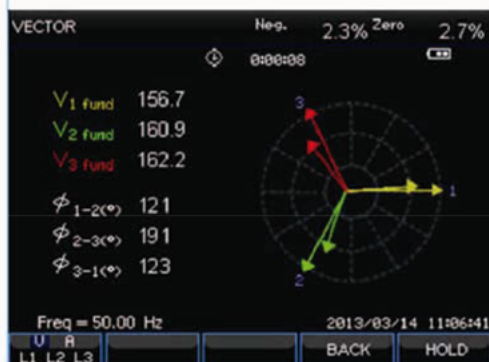 VECTOR Neg. 2.3% Zero 2.7%
0:00:08
V1 fund 156.7
V2 fund 160.9
V3 fund 162.2
ϕ1-2(°) 121
ϕ2-3(°) 191
ϕ3-1(°) 123
3
1
2
Freq = 50.00 Hz 2013/03/14 11:06:41
U A
L1 L2 L3 BACK HOLD